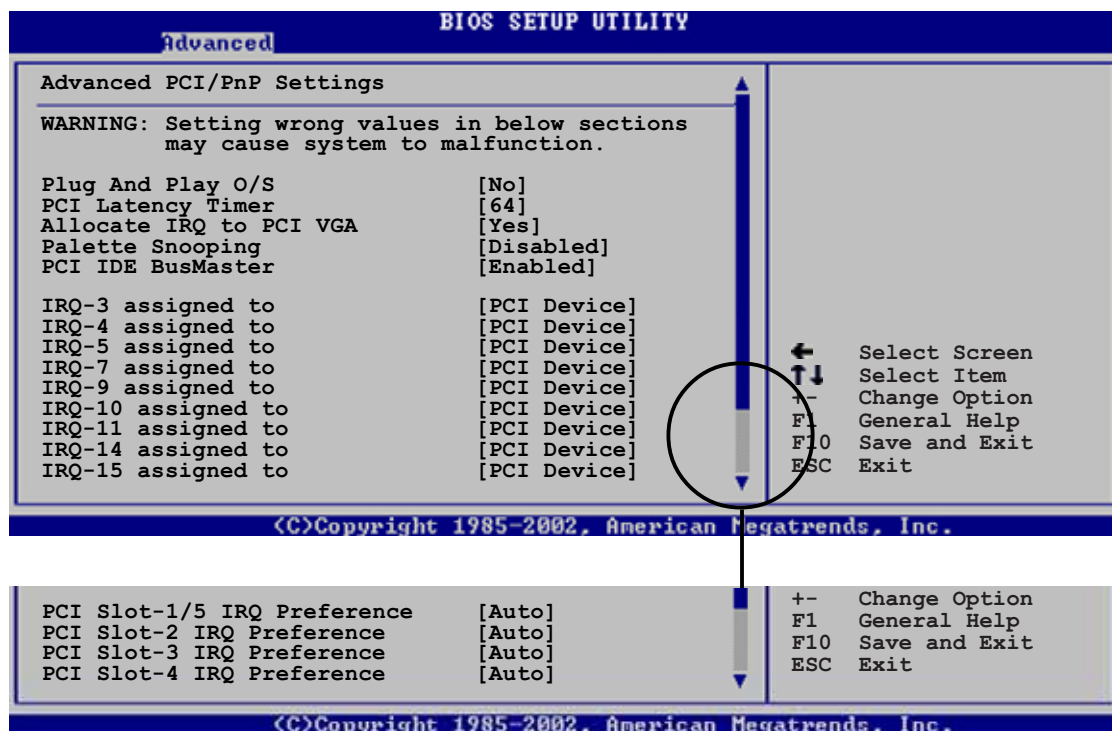 BIOS SETUP UTILITY
Advanced
Advanced PCI/PnP Settings
WARNING: Setting wrong values in below sections
may cause system to malfunction.
Plug And Play O/S [No]
PCI Latency Timer [64]
Allocate IRQ to PCI VGA [Yes]
Palette Snooping [Disabled]
PCI IDE BusMaster [Enabled]
IRQ-3 assigned to [PCI Device]
IRQ-4 assigned to [PCI Device]
IRQ-5 assigned to [PCI Device]
IRQ-7 assigned to [PCI Device]
IRQ-9 assigned to [PCI Device]
IRQ-10 assigned to [PCI Device]
IRQ-11 assigned to [PCI Device]
IRQ-14 assigned to [PCI Device]
IRQ-15 assigned to [PCI Device]
← Select Screen
↑↓ Select Item
+- Change Option
F1 General Help
F10 Save and Exit
ESC Exit
(C)Copyright 1985-2002, American Megatrends, Inc.
PCI Slot-1/5 IRQ Preference [Auto]
PCI Slot-2 IRQ Preference [Auto]
PCI Slot-3 IRQ Preference [Auto]
PCI Slot-4 IRQ Preference [Auto]
+- Change Option
F1 General Help
F10 Save and Exit
ESC Exit
(C)Copyright 1985-2002, American Megatrends, Inc.